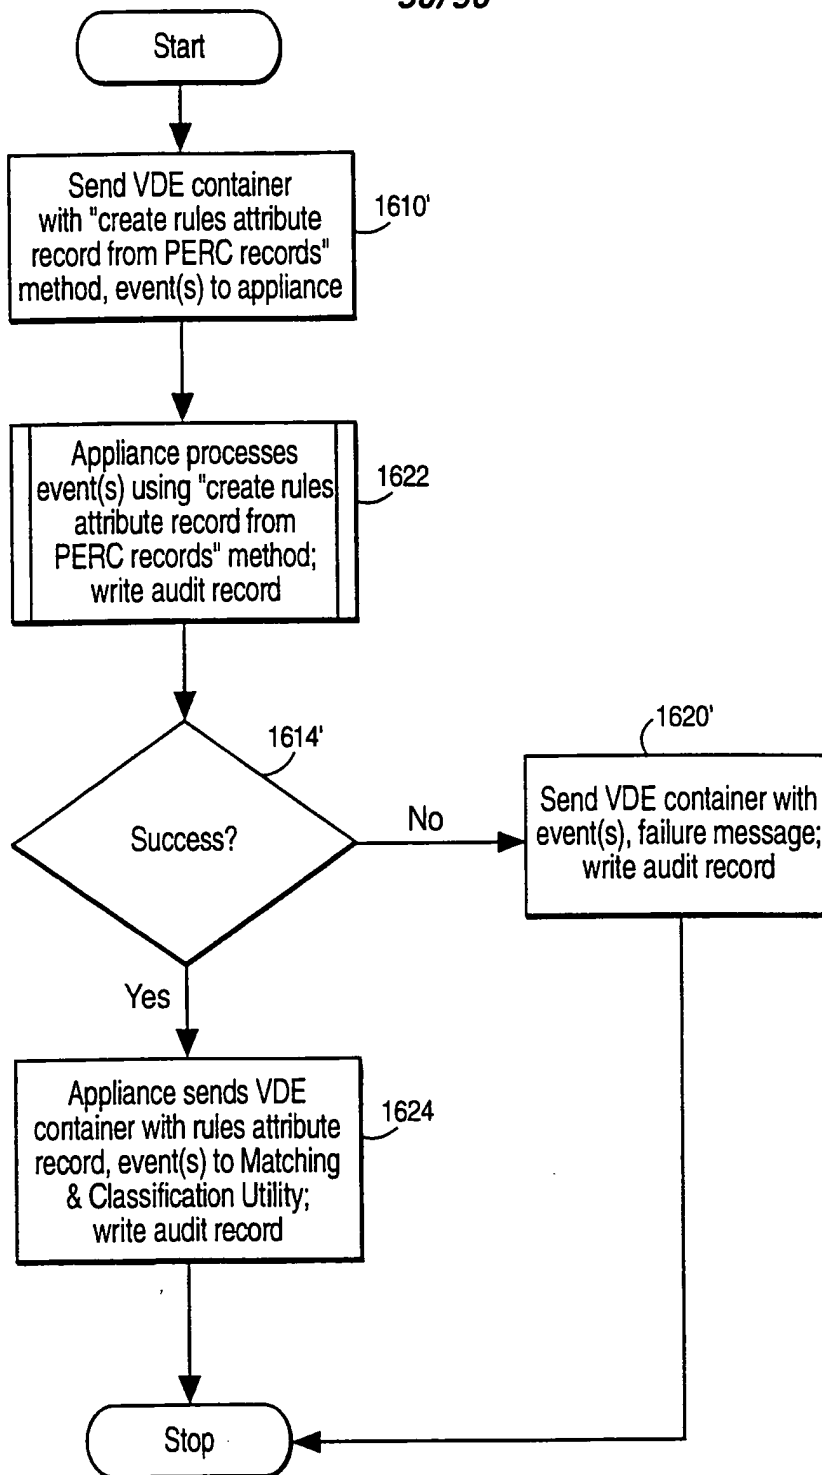 Start
Send VDE container
with "create rules attribute
record from PERC records"
method, event(s) to appliance
1610'
Appliance processes
event(s) using "create rules
attribute record from
PERC records" method;
write audit record
1622
Success?
1614'
No
1620'
Send VDE container with
event(s), failure message;
write audit record
Yes
Appliance sends VDE
container with rules attribute
record, event(s) to Matching
& Classification Utility;
write audit record
1624
Stop